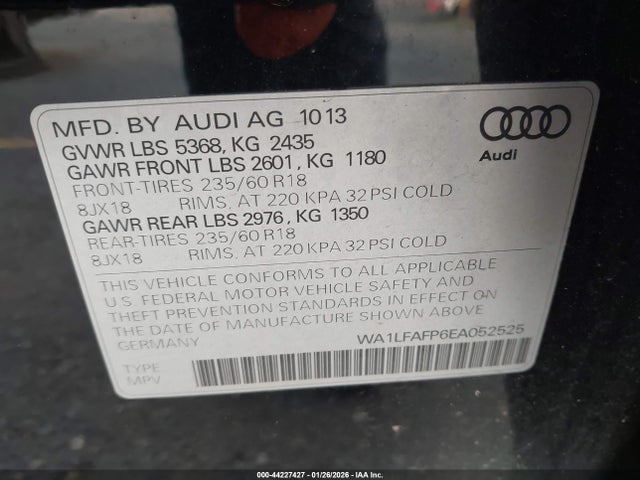 MFD. BY AUDI AG 1013
GVWR LBS 5368, KG 2435
GAWR FRONT LBS 2601, KG 1180
FRONT-TIRES 235/60 R18
8JX18 RIMS, AT 220 KPA 32 PSI COLD
GAWR REAR LBS 2976, KG 1350
REAR-TIRES 235/60 R18
8JX18 RIMS, AT 220 KPA 32 PSI COLD
Audi
THIS VEHICLE CONFORMS TO ALL APPLICABLE
U.S. FEDERAL MOTOR VEHICLE SAFETY AND
THEFT PREVENTION STANDARDS IN EFFECT ON
THE DATE OF MANUFACTURE SHOWN ABOVE
GERMANY WA1LFAFP6EA052525
TYPE
MPV
000-44227427 | 01/26/2026 | IAA Inc.